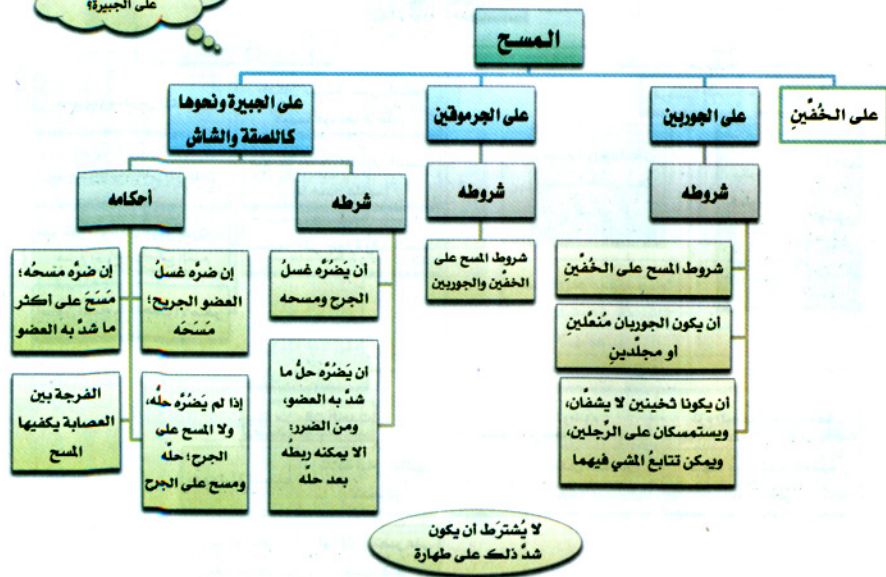 على الجبيرة؟
المسح
على الخُفَّينِ
على الجوربين
شروطه
شروط المسح على الخُفَّينِ
أن يكون الجوربان مُنعَّلينِ
أو مجلَّدينِ
أن يكونا ثخينين لا يشفَّان،
ويستمسكان على الرِّجلين،
ويمكن تتابعُ المشي فيهما
على الجرموقين
شروطه
شروط المسح على
الخفَّين والجوربين
على الجبيرة ونحوها
كاللصقة والشاش
شرطه
أن يَضُرَّه غسلُ
الجرح ومسحه
أن يَضُرَّه حلُّ ما
شدَّ به العضو،
ومن الضرر:
ألا يمكنه ربطُه
بعد حلِّه
أحكامه
إن ضرَّه غسلُ
العضو الجريح؛
مَسَحَه
إن ضرَّه مَسحُه؛
مَسَحَ على أكثر
ما شدَّ به العضو
إذا لم يَضُرَّه حلُّه،
ولا المسح على
الجرح؛ حلَّه
ومسح على الجرح
الفرجة بين
العصابة يكفيها
المسح
لا يُشترَط أن يكون
شدَّ ذلك على طهارة